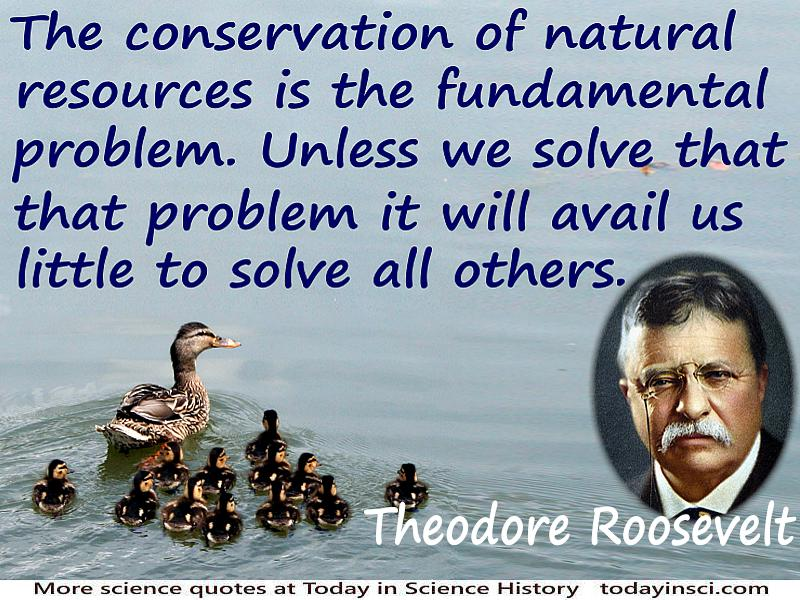 The conservation of natural
resources is the fundamental
problem. Unless we solve that
that problem it will avail us
little to solve all others.
Theodore Roosevelt
More science quotes at Today in Science History todayinsci.com